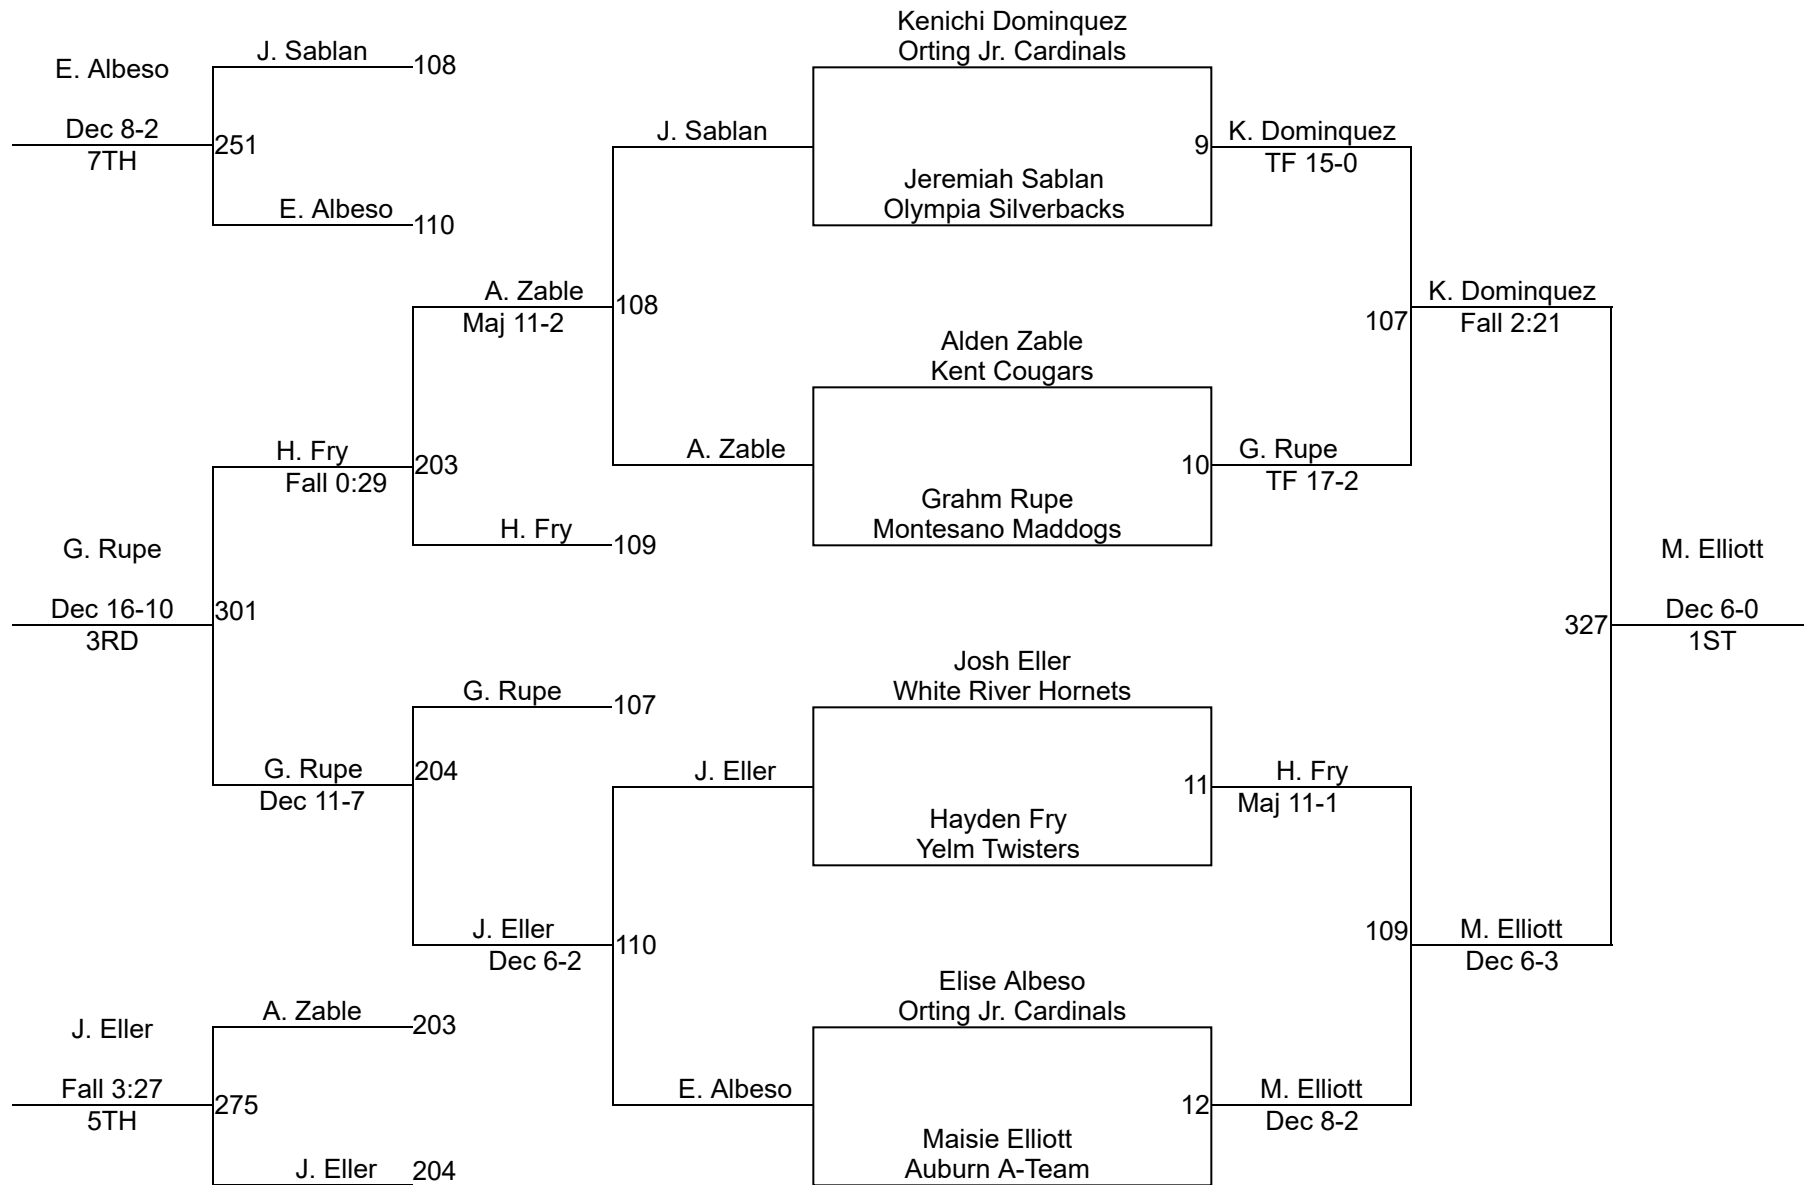 Kenichi Dominquez
Orting Jr. Cardinals
J. Sablan
108
E. Albeso
Dec 8-2
7TH
251
J. Sablan
9
K. Dominquez
TF 15-0
Jeremiah Sablan
Olympia Silverbacks
E. Albeso
110
A. Zable
Maj 11-2
108
K. Dominquez
107
Fall 2:21
Alden Zable
Kent Cougars
H. Fry
Fall 0:29
203
A. Zable
10
G. Rupe
TF 17-2
Grahm Rupe
Montesano Maddogs
H. Fry
109
G. Rupe
Dec 16-10
3RD
301
M. Elliott
327
Dec 6-0
1ST
Josh Eller
White River Hornets
G. Rupe
107
G. Rupe
Dec 11-7
204
J. Eller
11
H. Fry
Maj 11-1
Hayden Fry
Yelm Twisters
J. Eller
Dec 6-2
110
109
M. Elliott
Dec 6-3
Elise Albeso
Orting Jr. Cardinals
A. Zable
203
J. Eller
Fall 3:27
5TH
275
E. Albeso
12
M. Elliott
Dec 8-2
Maisie Elliott
Auburn A-Team
J. Eller
204